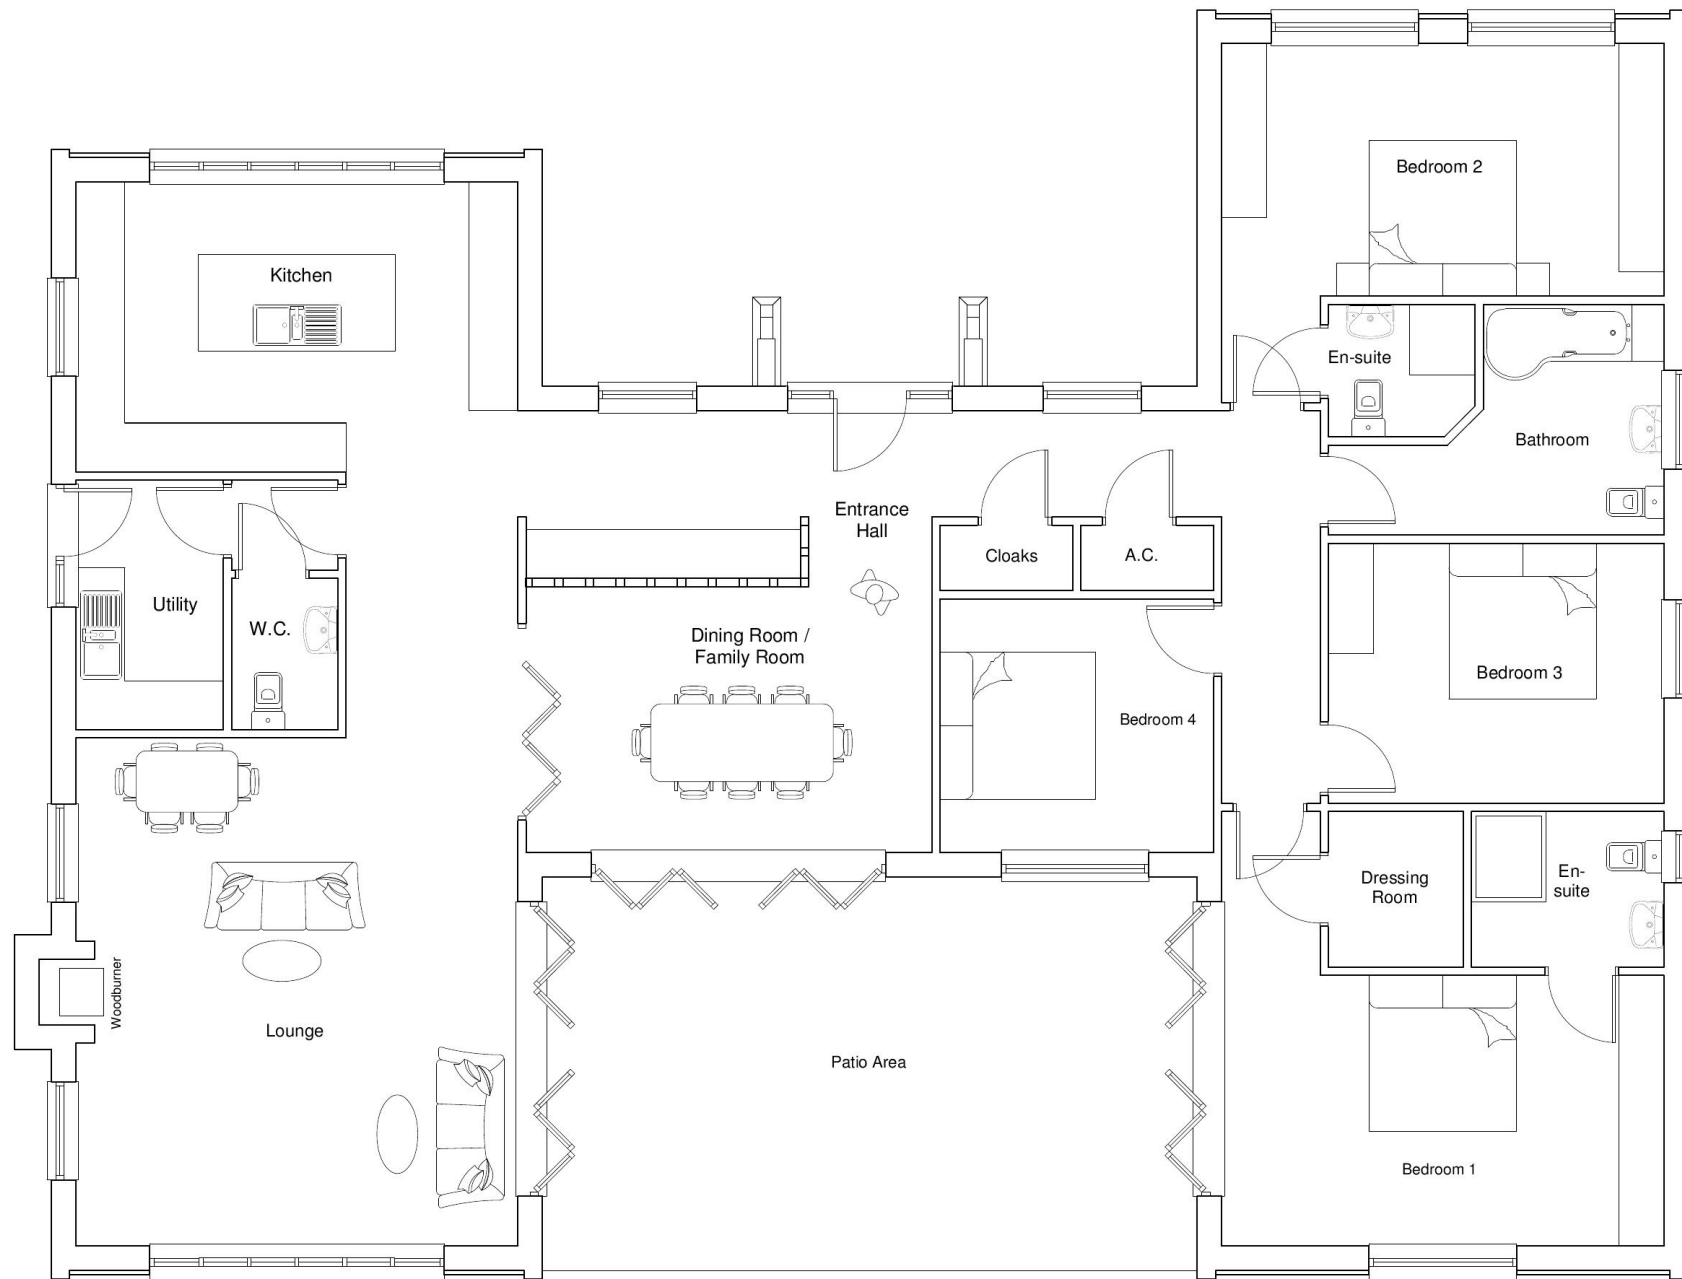 Bedroom 2
Kitchen
En-suite
Bathroom
Entrance
Hall
Cloaks
A.C.
Utility
W.C.
Dining Room /
Family Room
Bedroom 4
Bedroom 3
Dressing
Room
En-
suite
Woodburner
Lounge
Patio Area
Bedroom 1